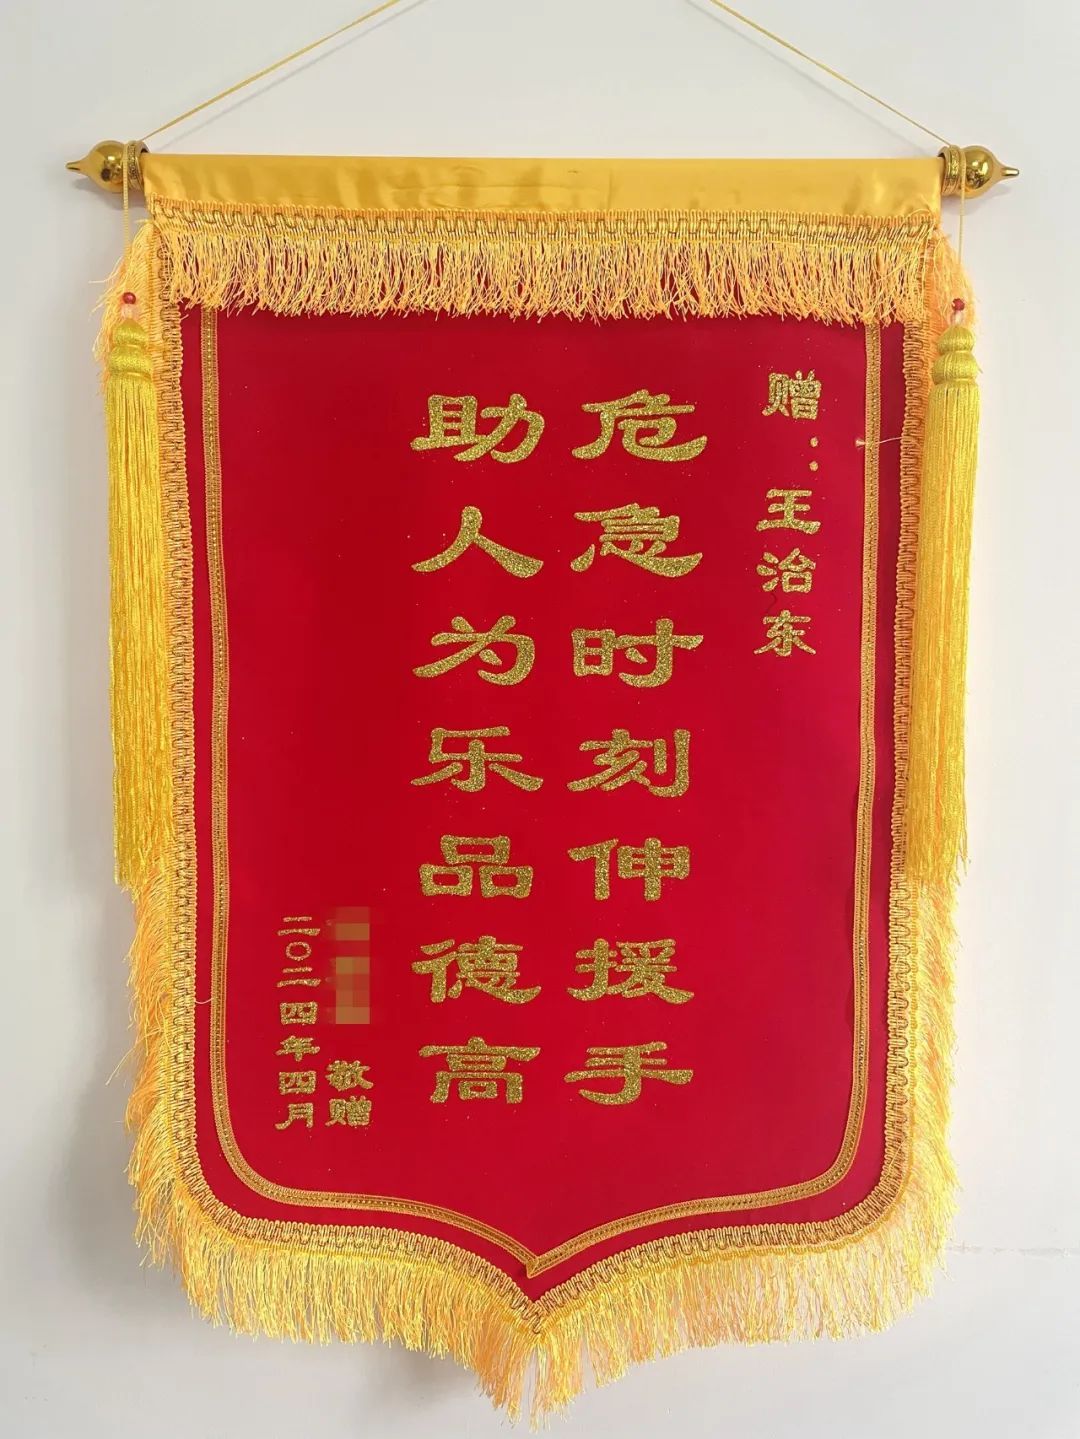 赠：王治东
危急时刻伸援手
助人为乐品德高
敬赠
二〇二四年四月